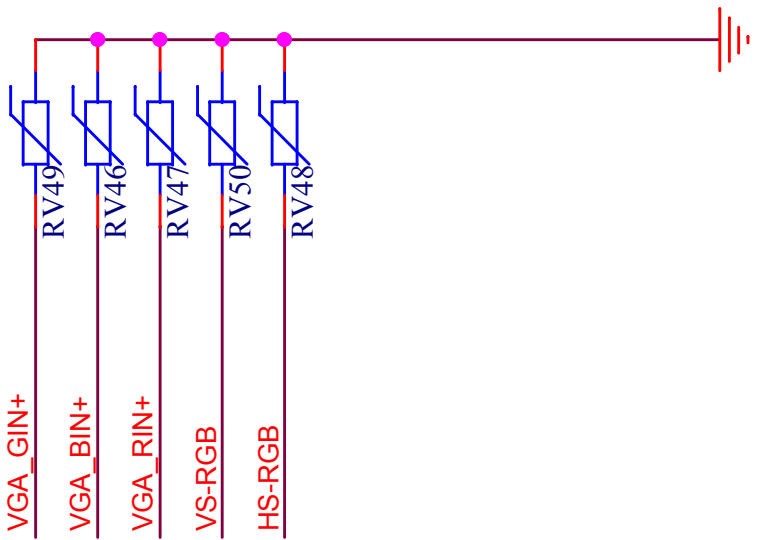 RV49
RV46
RV47
RV50
RV48
VGA_GIN+
VGA_BIN+
VGA_RIN+
VS-RGB
HS-RGB